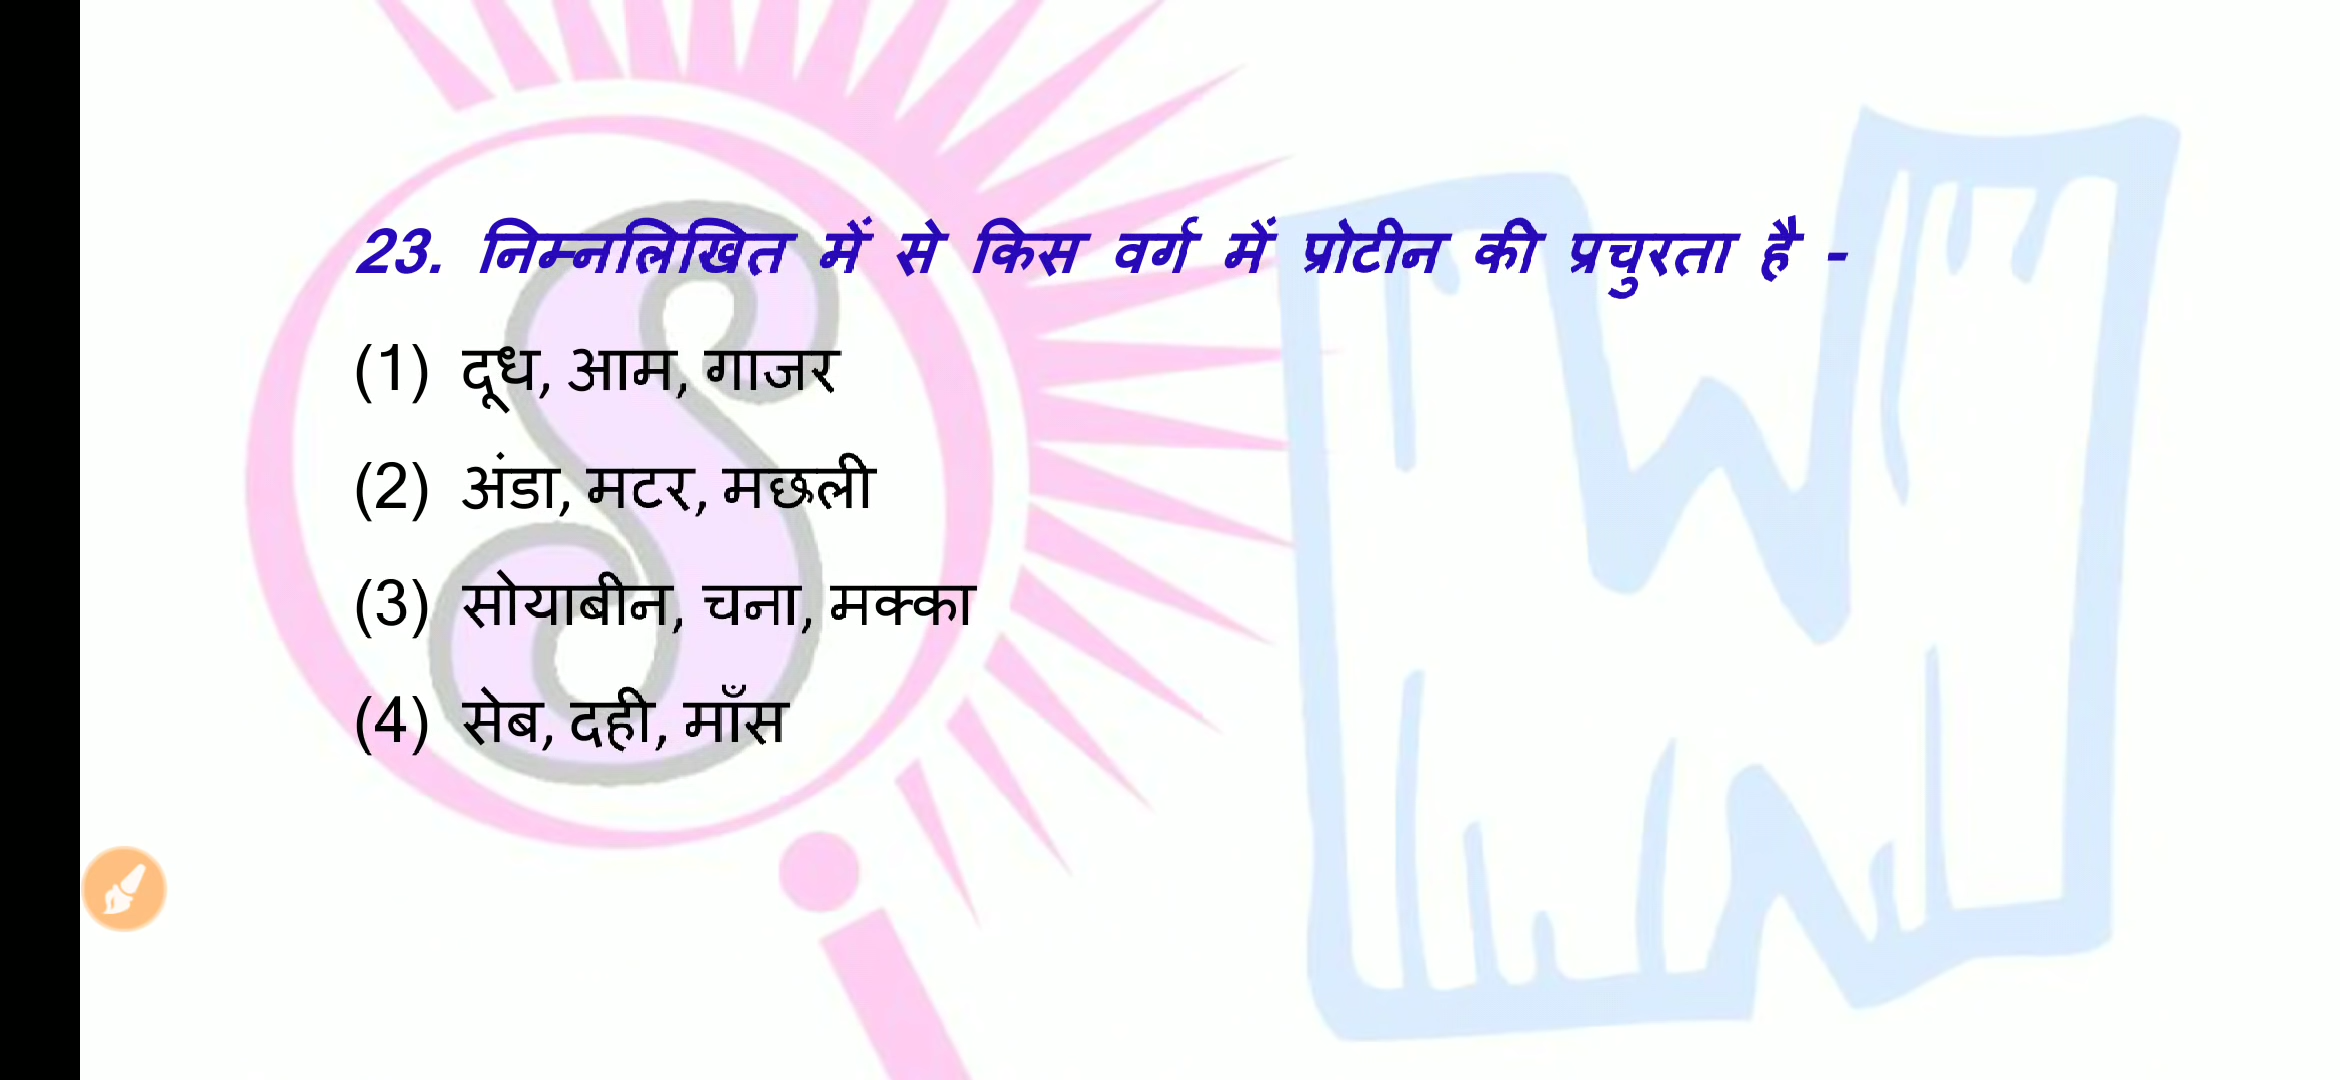 23. निम्नलिखित में से किस वर्ग में प्रोटीन की प्रचुरता है -
(1) दूध, आम, गाजर
(2) अंडा, मटर, मछली
(3) सोयाबीन, चना, मक्का
(4) सेब, दही, माँस